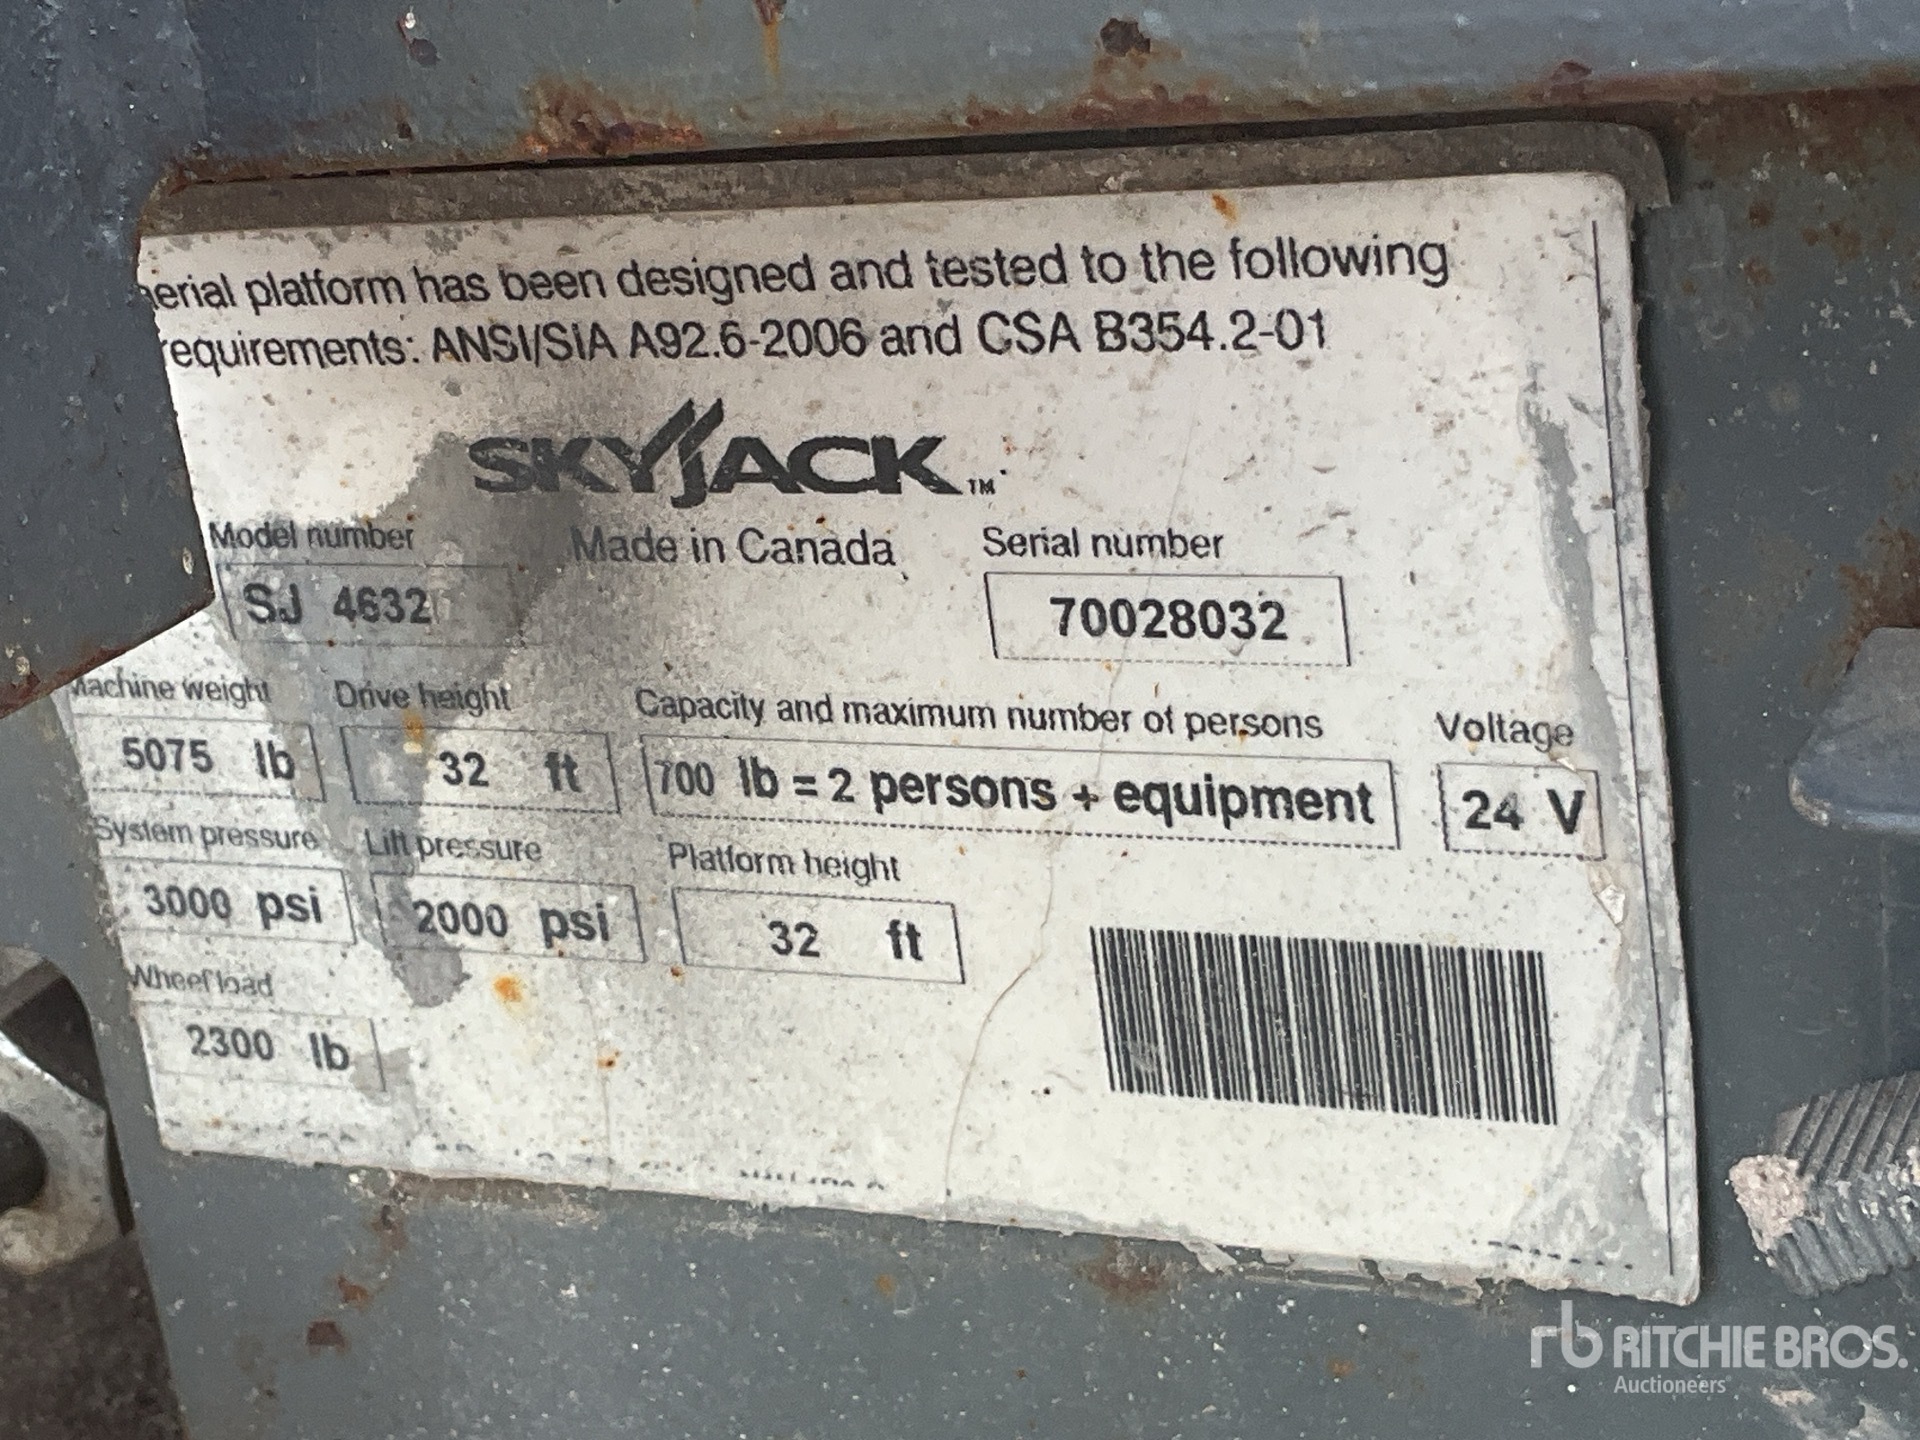 aerial platform has been designed and tested to the following
requirements: ANSI/SIA A92.6-2006 and CSA B354.2-01
SKYJACK™
Model number Made in Canada Serial number
SJ 4632 70028032
Machine weight Drive height Capacity and maximum number of persons Voltage
5075 lb 32 ft 700 lb = 2 persons + equipment 24 V
System pressure Lift pressure Platform height
3000 psi 2000 psi 32 ft
Wheel load
2300 lb
rb RITCHIE BROS.
Auctioneers